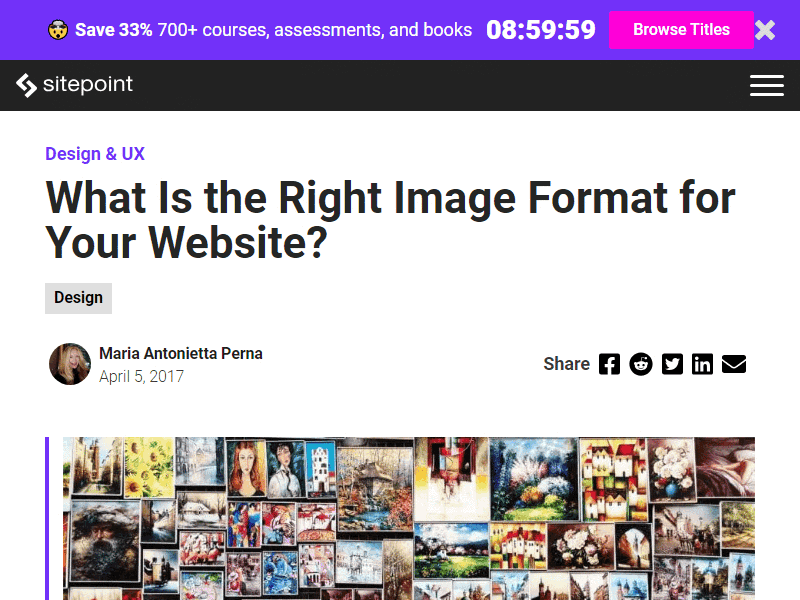 Save 33% 700+ courses, assessments, and books 08:59:59 Browse Titles
sitepoint
Design & UX
What Is the Right Image Format for
Your Website?
Design
Maria Antonietta Perna
April 5, 2017
Share